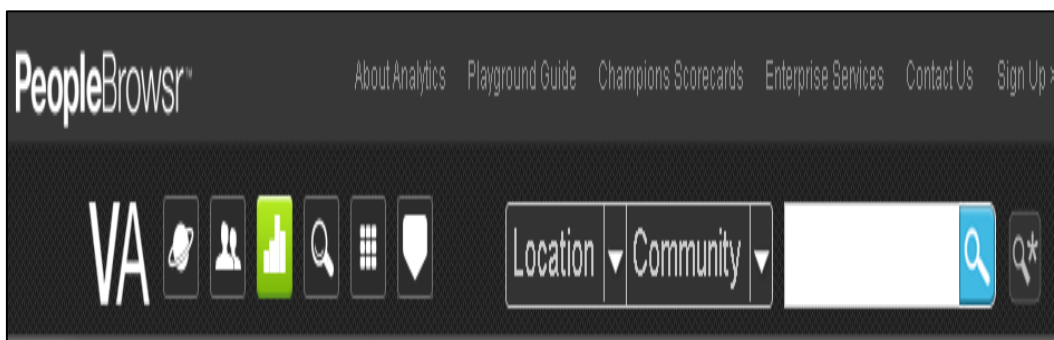 PeopleBrowsr™ About Analytics Playground Guide Champions Scorecards Enterprise Services Contact Us Sign Up
VA Location Community